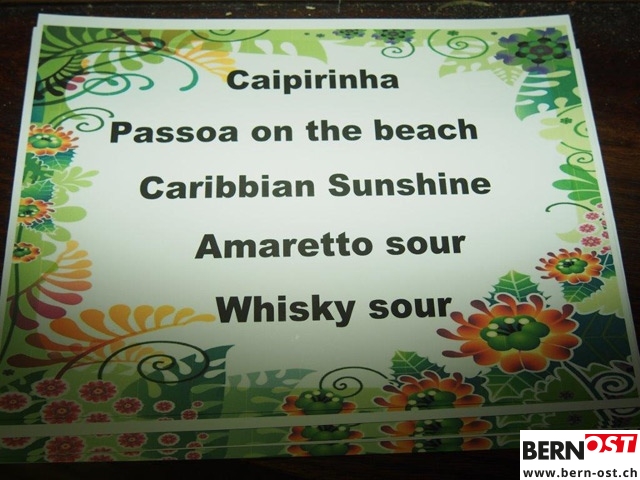 Caipirinha
Passoa on the beach
Caribbian Sunshine
Amaretto sour
Whisky sour
BERNOST
www.bern-ost.ch